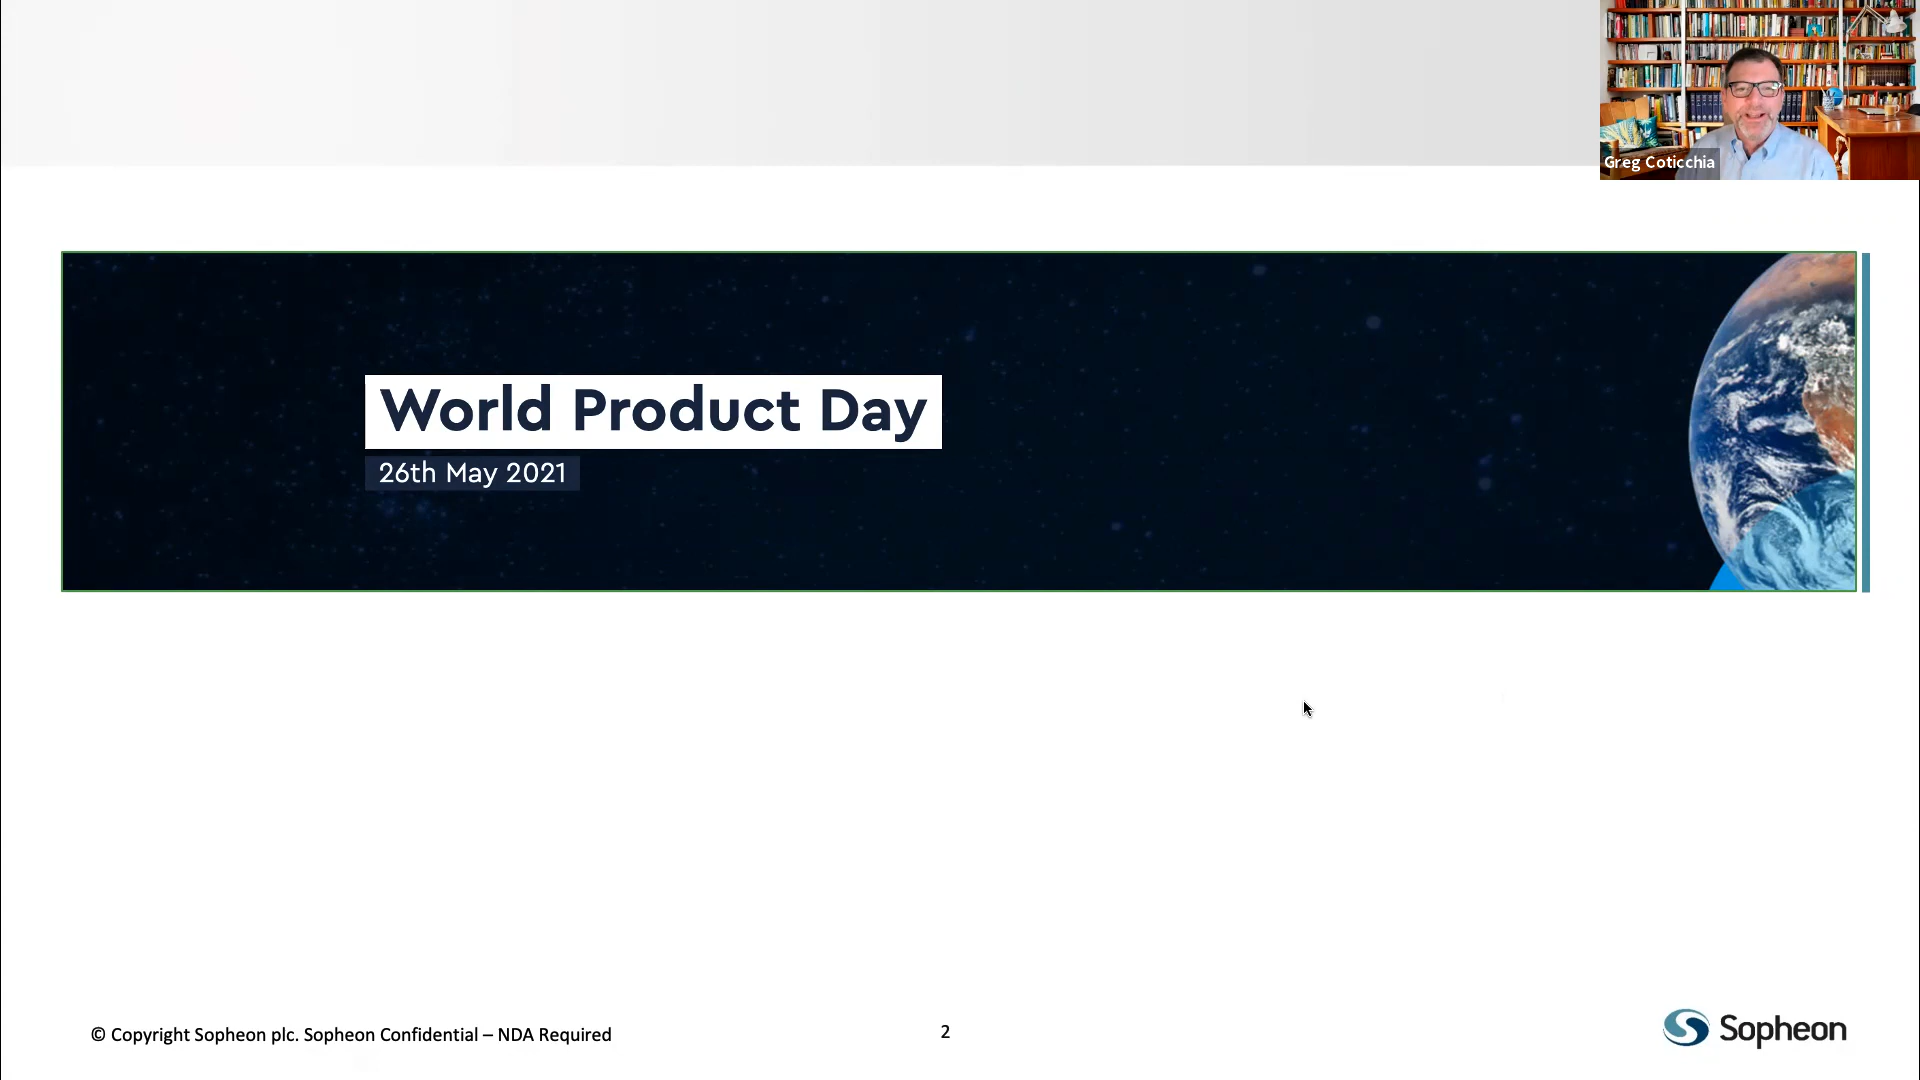 Greg Coticchia
World Product Day
26th May 2021
© Copyright Sopheon plc. Sopheon Confidential – NDA Required
2
Sopheon